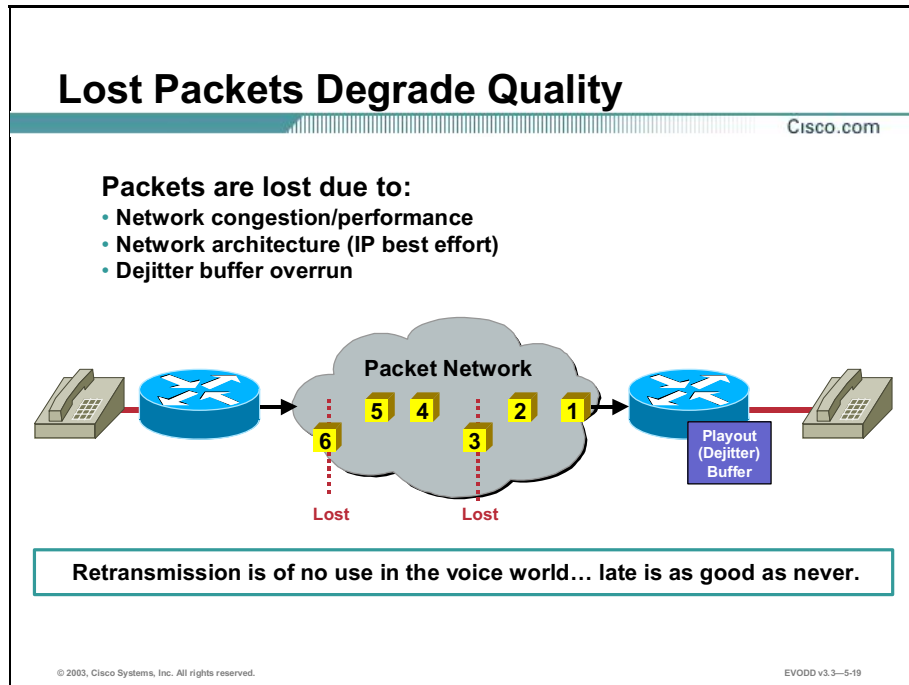 Lost Packets Degrade Quality
Cisco.com
Packets are lost due to:
• Network congestion/performance
• Network architecture (IP best effort)
• Dejitter buffer overrun
Packet Network
6 5 4 3 2 1
Playout
(Dejitter)
Buffer
Lost Lost
Retransmission is of no use in the voice world… late is as good as never.
© 2003, Cisco Systems, Inc. All rights reserved. EVODD v3.3—5-19